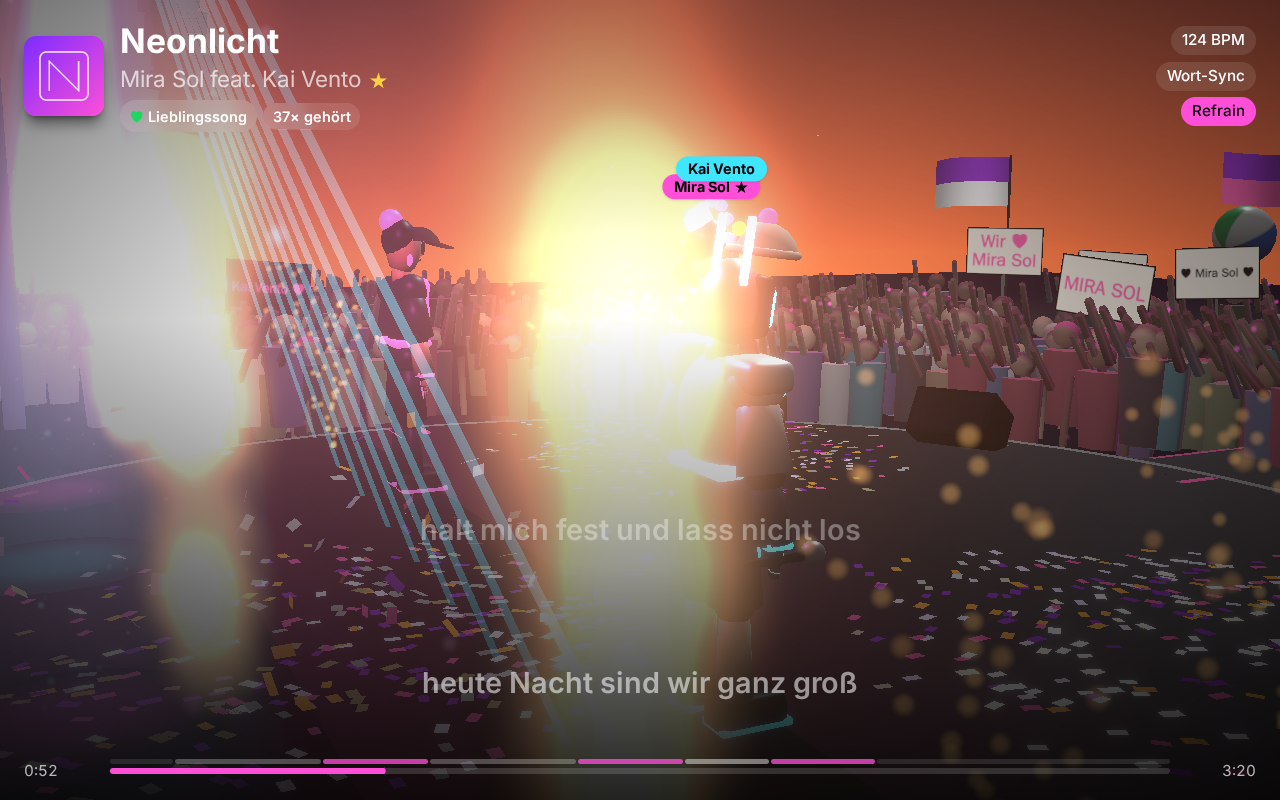 Neonlicht
Mira Sol feat. Kai Vento ★
Lieblingssong
37× gehört
124 BPM
Wort-Sync
Refrain
Kai Vento
Mira Sol ★
Wir ♥
Mira Sol
MIRA SOL
♥ Mira Sol ♥
Kai Vento ♥
halt mich fest und lass nicht los
heute Nacht sind wir ganz groß
0:52
3:20